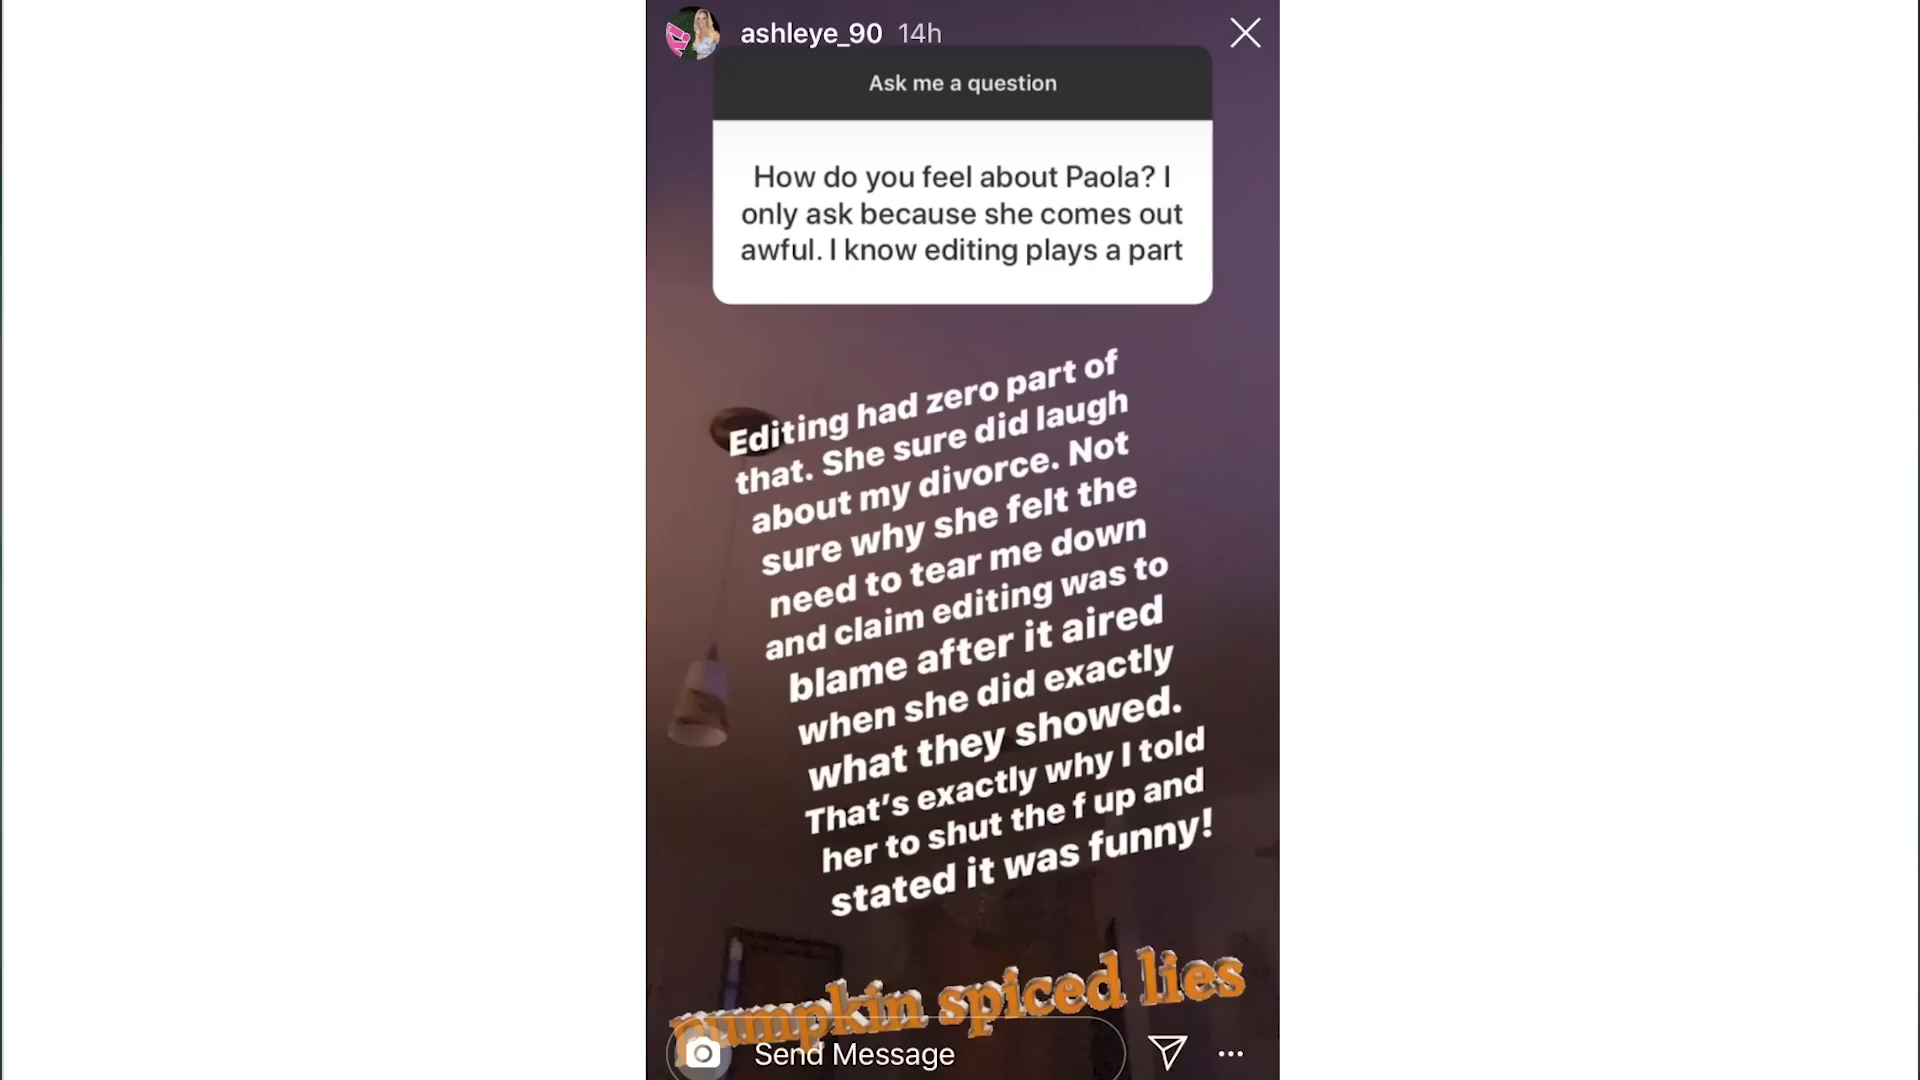 ashleye_90 14h
Ask me a question
How do you feel about Paola? I
only ask because she comes out
awful. I know editing plays a part
Editing had zero part of
that. She sure did laugh
about my divorce. Not
sure why she felt the
need to tear me down
and claim editing was to
blame after it aired
when she did exactly
what they showed.
That's exactly why I told
her to shut the f up and
stated it was funny!
pumpkin spiced lies
Send Message